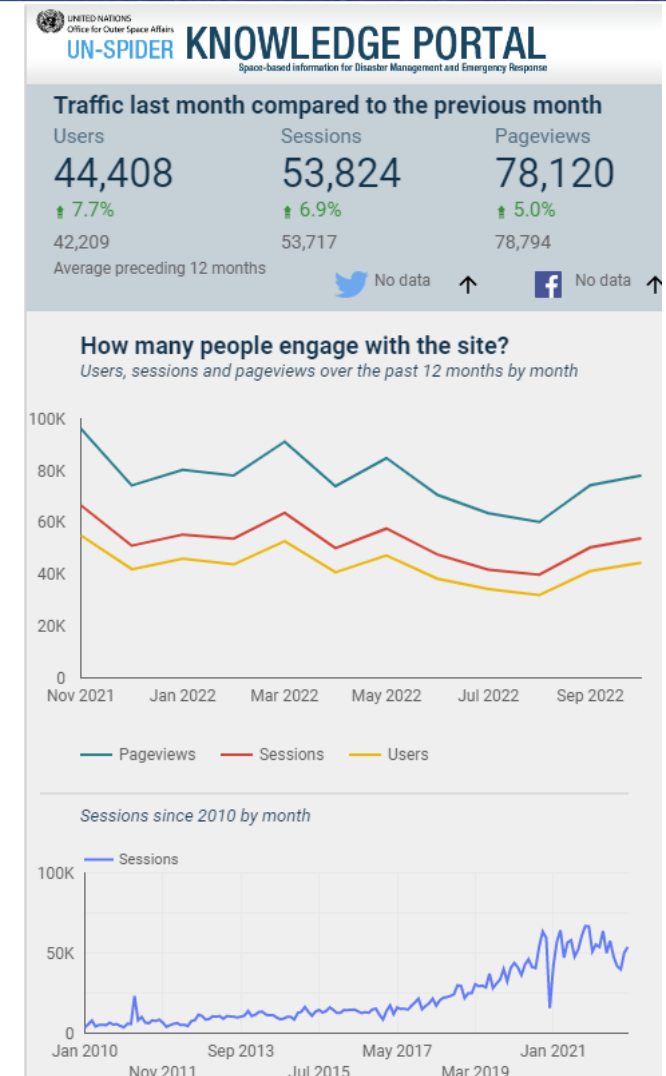 UNITED NATIONS
Office for Outer Space Affairs
UN-SPIDER KNOWLEDGE PORTAL
Space-based information for Disaster Management and Emergency Response
Traffic last month compared to the previous month
Users Sessions Pageviews
44,408 53,824 78,120
7.7% 6.9% 5.0%
42,209 53,717 78,794
Average preceding 12 months
No data No data
How many people engage with the site?
Users, sessions and pageviews over the past 12 months by month
100K
80K
60K
40K
20K
0
Nov 2021 Jan 2022 Mar 2022 May 2022 Jul 2022 Sep 2022
Pageviews Sessions Users
Sessions since 2010 by month
Sessions
100K
50K
0
Jan 2010 Sep 2013 May 2017 Jan 2021
Nov 2011 Jul 2015 Mar 2019